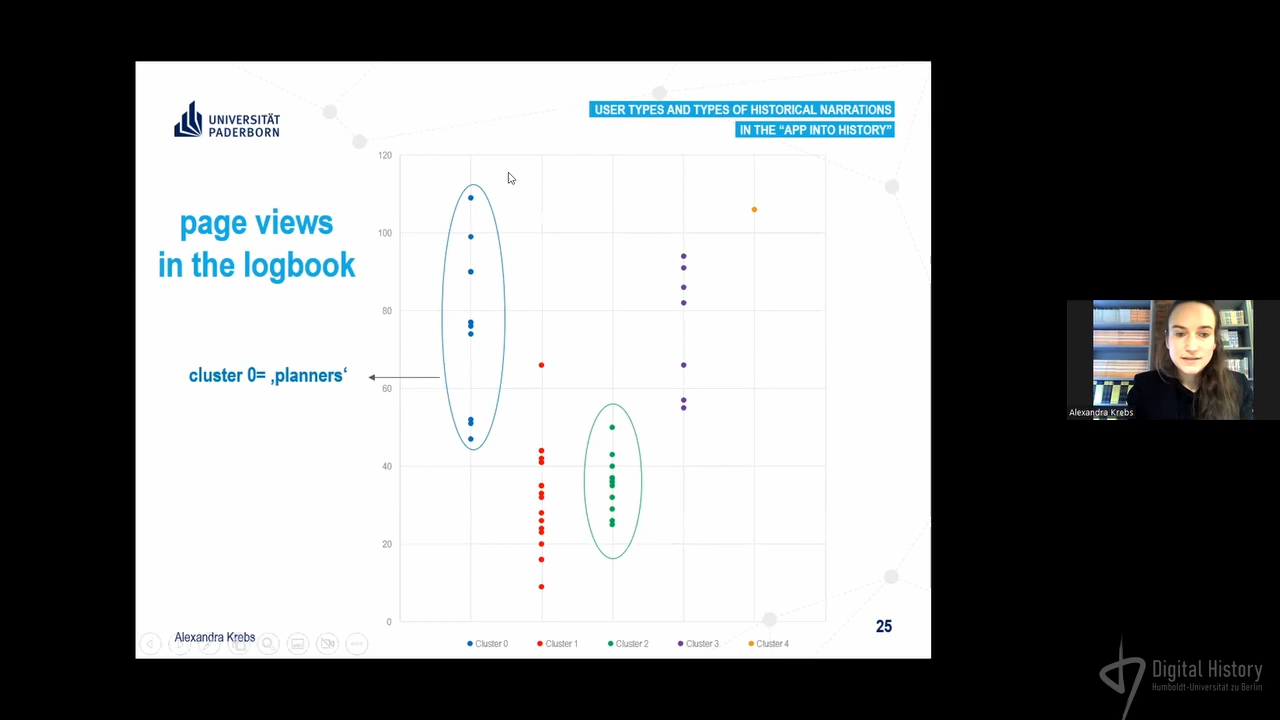 UNIVERSITÄT
PADERBORN
USER TYPES AND TYPES OF HISTORICAL NARRATIONS
IN THE “APP INTO HISTORY”
page views
in the logbook
cluster 0= ‚planners‘
120
100
80
60
40
20
0
Cluster 0
Cluster 1
Cluster 2
Cluster 3
Cluster 4
Alexandra Krebs
25
Alexandra Krebs
Digital History
Humboldt-Universität zu Berlin